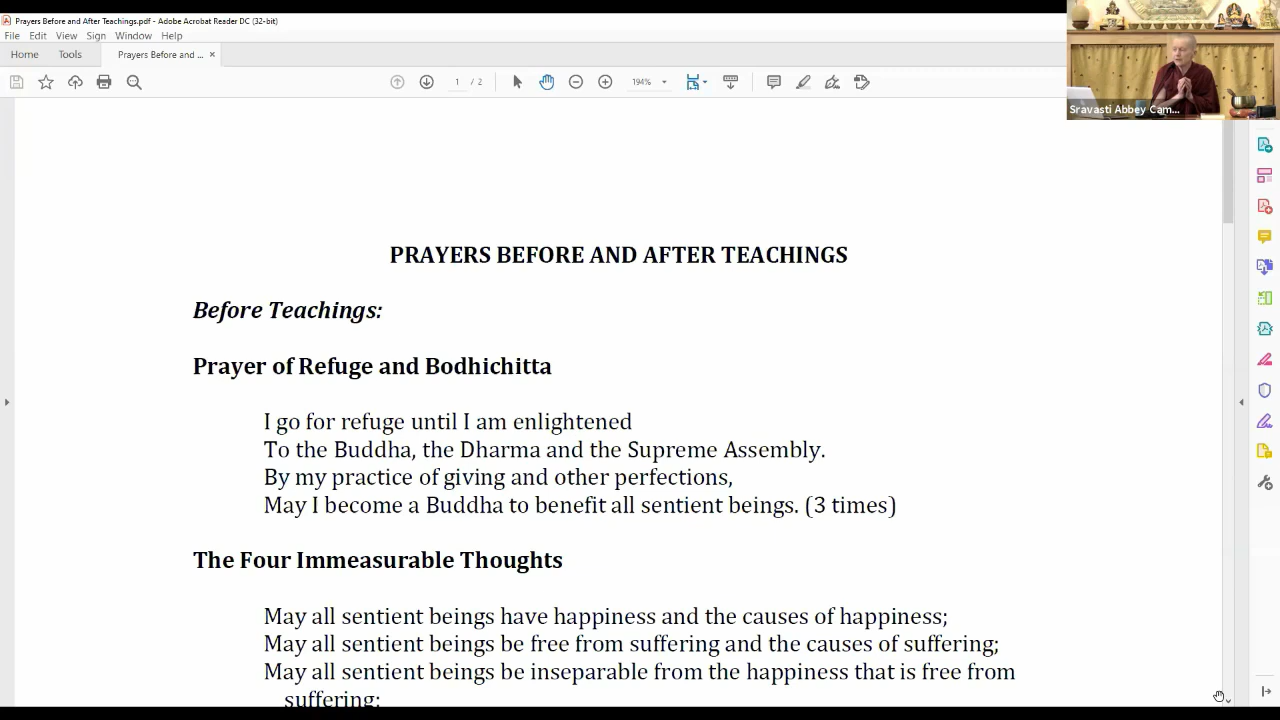 Prayers Before and After Teachings.pdf - Adobe Acrobat Reader DC (32-bit)
File Edit View Sign Window Help
Home Tools Prayers Before and ... ×
1 / 2 194%
Sravasti Abbey Cam...
PRAYERS BEFORE AND AFTER TEACHINGS
Before Teachings:
Prayer of Refuge and Bodhichitta
I go for refuge until I am enlightened
To the Buddha, the Dharma and the Supreme Assembly.
By my practice of giving and other perfections,
May I become a Buddha to benefit all sentient beings. (3 times)
The Four Immeasurable Thoughts
May all sentient beings have happiness and the causes of happiness;
May all sentient beings be free from suffering and the causes of suffering;
May all sentient beings be inseparable from the happiness that is free from
suffering;